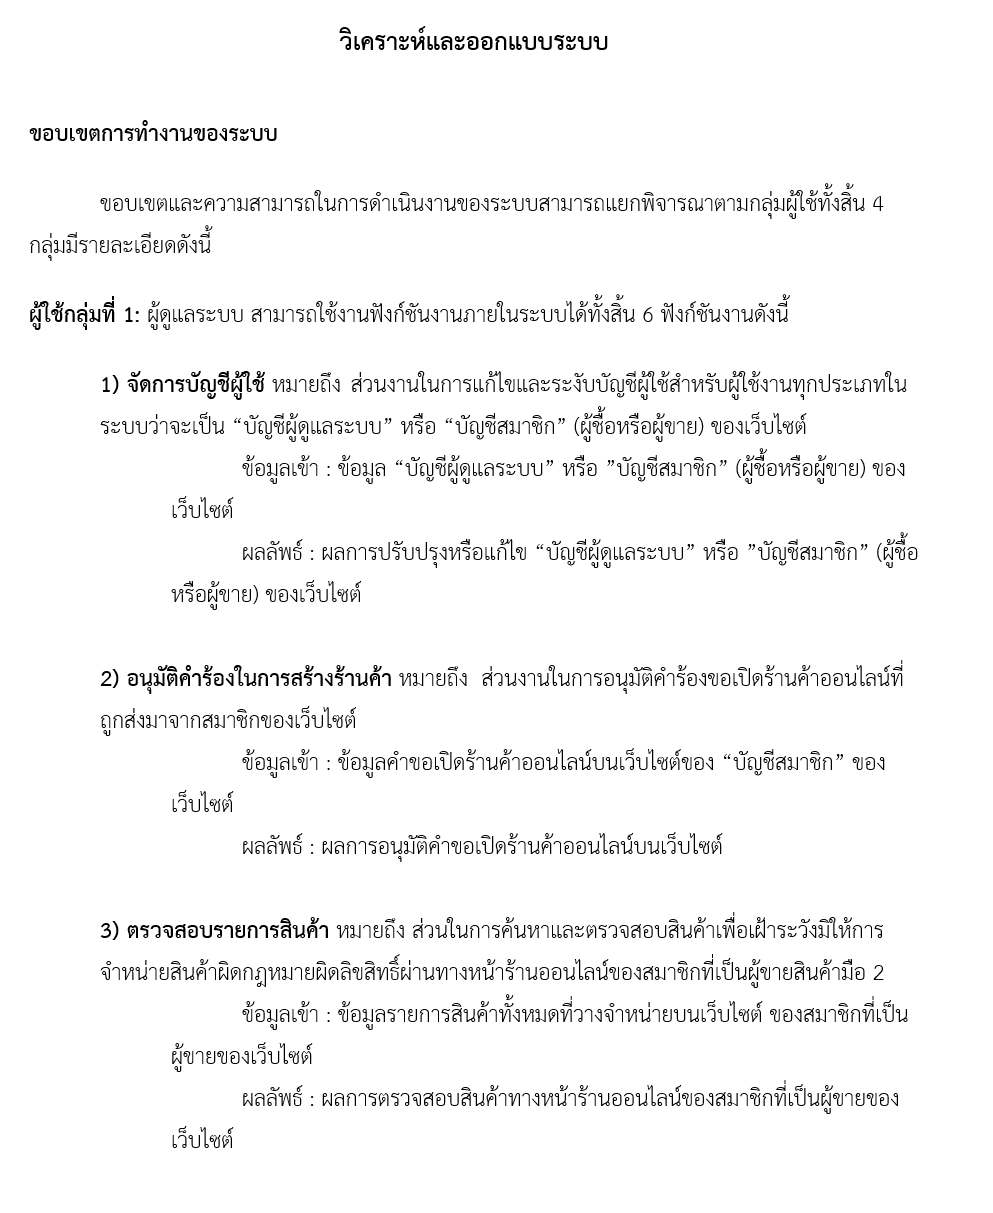 วิเคราะห์และออกแบบระบบ
ขอบเขตการทำงานของระบบ
ขอบเขตและความสามารถในการดำเนินงานของระบบสามารถแยกพิจารณาตามกลุ่มผู้ใช้ทั้งสิ้น 4
กลุ่มมีรายละเอียดดังนี้
ผู้ใช้กลุ่มที่ 1: ผู้ดูแลระบบ สามารถใช้งานฟังก์ชันงานภายในระบบได้ทั้งสิ้น 6 ฟังก์ชันงานดังนี้
1) จัดการบัญชีผู้ใช้ หมายถึง ส่วนงานในการแก้ไขและระงับบัญชีผู้ใช้สำหรับผู้ใช้งานทุกประเภทใน
ระบบว่าจะเป็น “บัญชีผู้ดูแลระบบ” หรือ “บัญชีสมาชิก” (ผู้ชื้อหรือผู้ขาย) ของเว็บไซต์
ข้อมูลเข้า : ข้อมูล “บัญชีผู้ดูแลระบบ” หรือ ”บัญชีสมาชิก” (ผู้ชื้อหรือผู้ขาย) ของ
เว็บไซต์
ผลลัพธ์ : ผลการปรับปรุงหรือแก้ไข “บัญชีผู้ดูแลระบบ” หรือ ”บัญชีสมาชิก” (ผู้ชื้อ
หรือผู้ขาย) ของเว็บไซต์
2) อนุมัติคำร้องในการสร้างร้านค้า หมายถึง ส่วนงานในการอนุมัติคำร้องขอเปิดร้านค้าออนไลน์ที่
ถูกส่งมาจากสมาชิกของเว็บไซต์
ข้อมูลเข้า : ข้อมูลคำขอเปิดร้านค้าออนไลน์บนเว็บไซต์ของ “บัญชีสมาชิก” ของ
เว็บไซต์
ผลลัพธ์ : ผลการอนุมัติคำขอเปิดร้านค้าออนไลน์บนเว็บไซต์
3) ตรวจสอบรายการสินค้า หมายถึง ส่วนในการค้นหาและตรวจสอบสินค้าเพื่อเฝ้าระวังมิให้การ
จำหน่ายสินค้าผิดกฎหมายผิดลิขสิทธิ์ผ่านทางหน้าร้านออนไลน์ของสมาชิกที่เป็นผู้ขายสินค้ามือ 2
ข้อมูลเข้า : ข้อมูลรายการสินค้าทั้งหมดที่วางจำหน่ายบนเว็บไซต์ ของสมาชิกที่เป็น
ผู้ขายของเว็บไซต์
ผลลัพธ์ : ผลการตรวจสอบสินค้าทางหน้าร้านออนไลน์ของสมาชิกที่เป็นผู้ขายของ
เว็บไซต์